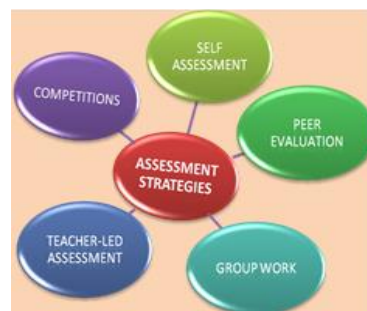 SELF
ASSESSMENT
COMPETITIONS
PEER
EVALUATION
ASSESSMENT
STRATEGIES
TEACHER-LED
ASSESSMENT
GROUP WORK